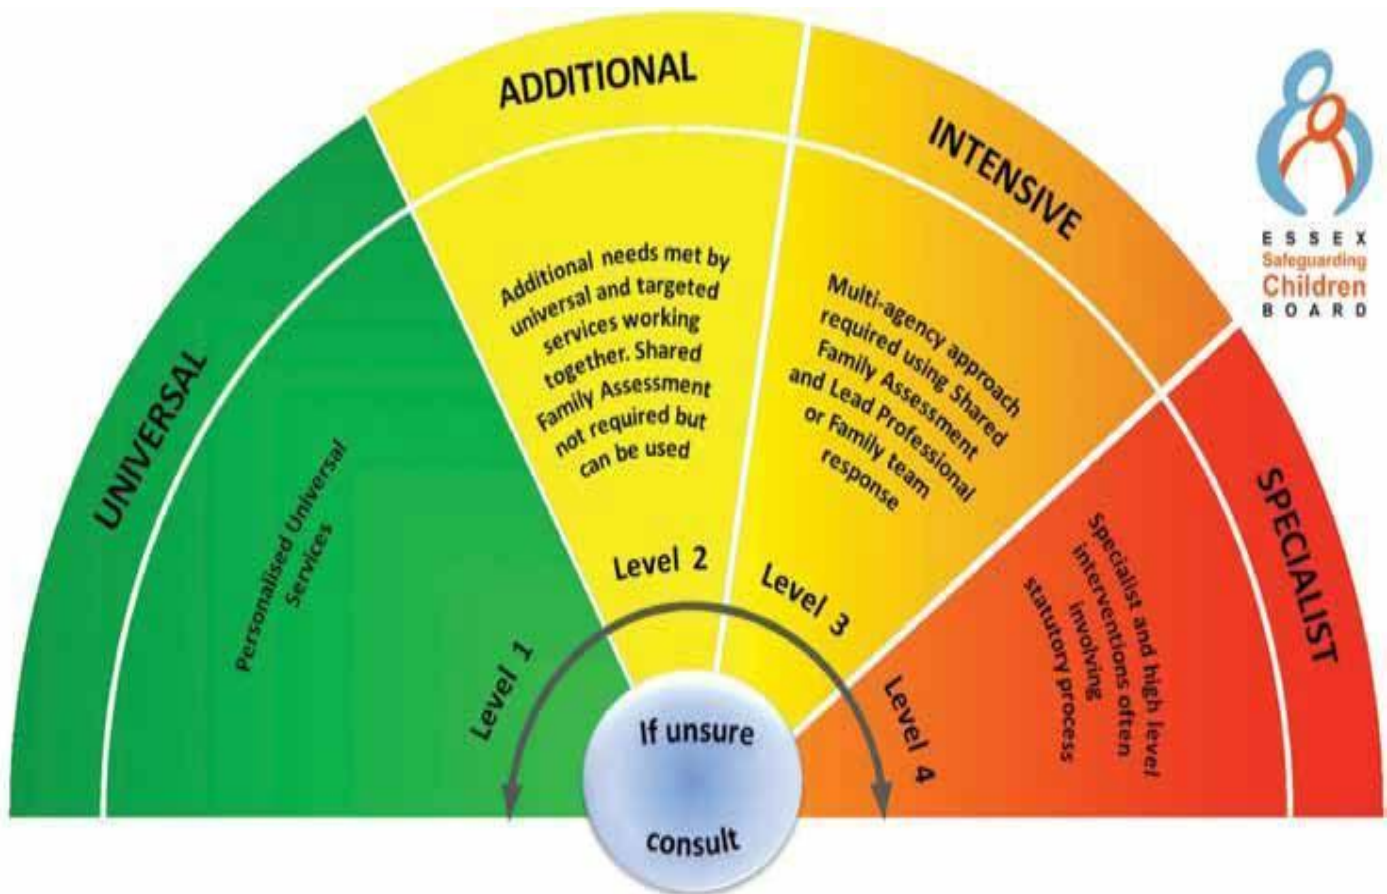 UNIVERSAL
Personalised Universal
Services
Level 1
ADDITIONAL
Additional needs met by
universal and targeted
services working
together. Shared
Family Assessment
not required but
can be used
Level 2
INTENSIVE
Multi-agency approach
required using Shared
Family Assessment
and Lead Professional
or Family team
response
Level 3
SPECIALIST
Specialist and high level
interventions often
involving
statutory process
Level 4
If unsure
consult
ESSEX
Safeguarding
Children
BOARD